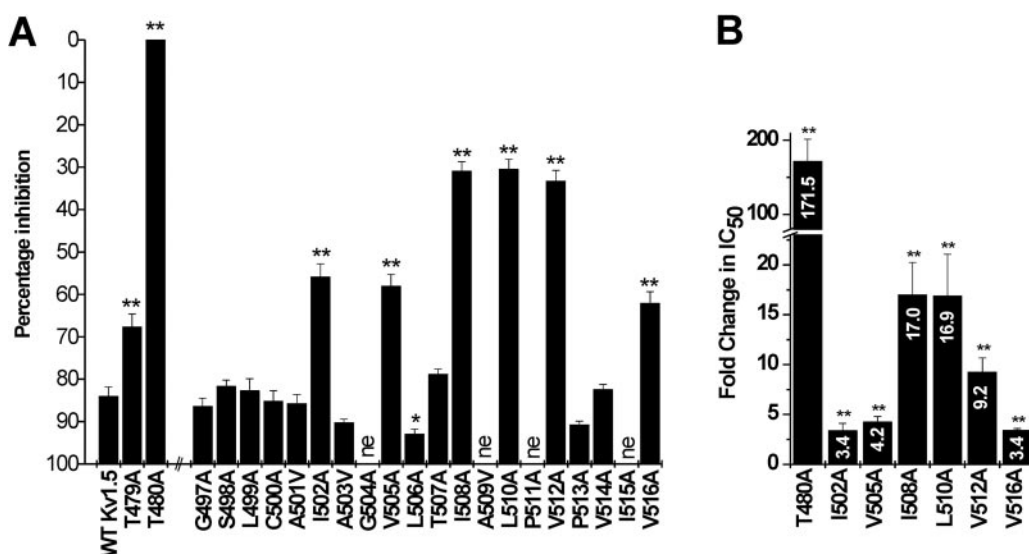 A
Percentage inhibition
0
10
20
30
40
50
60
70
80
90
100
**
**
**
**
*
**
**
**
**
ne
ne
ne
ne
WT Kv1.5
T479A
T480A
G497A
S498A
L499A
C500A
A501V
I502A
A503V
G504A
V505A
L506A
T507A
I508A
A509V
L510A
P511A
V512A
P513A
V514A
I515A
V516A
B
Fold Change in IC50
200
100
20
15
10
5
0
**
**
**
**
**
**
**
171.5
3.4
4.2
17.0
16.9
9.2
3.4
T480A
I502A
V505A
I508A
L510A
V512A
V516A